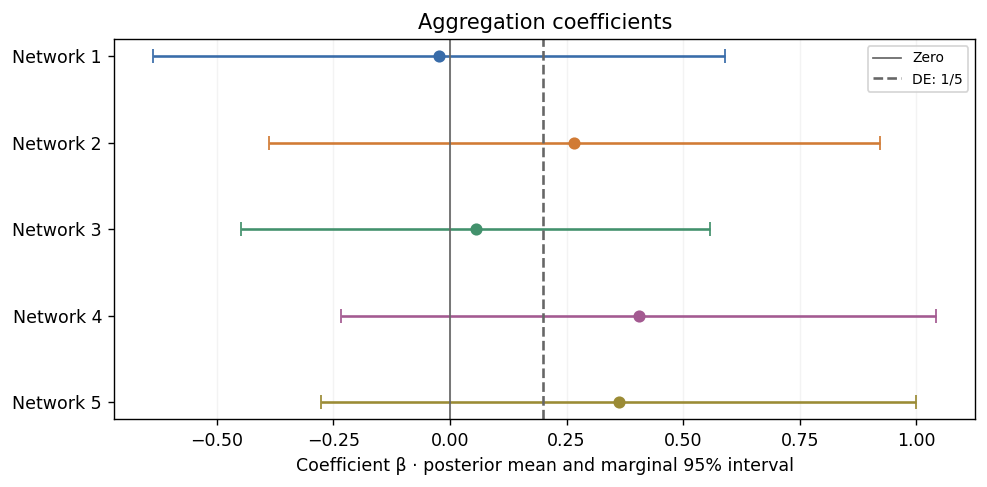 Aggregation coefficients
Network 1
Network 2
Network 3
Network 4
Network 5
Zero
DE: 1/5
−0.50
−0.25
0.00
0.25
0.50
0.75
1.00
Coefficient β · posterior mean and marginal 95% interval